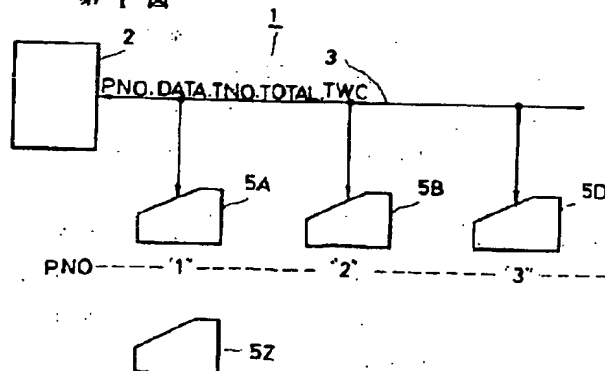 1
2
3
PNO.DATA.TNO.TOTAL.TWC
5A
5B
5D
PNO-----'1"---------"2"---------'3"----
5Z